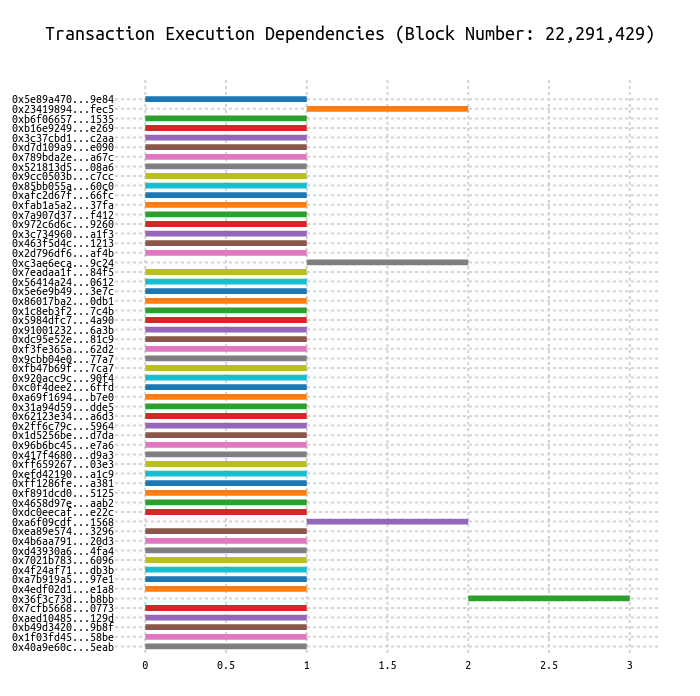 Transaction Execution Dependencies (Block Number: 22,291,429)
0x5e89a470...9e84
0x23419894...fec5
0xb6f06657...1535
0xb16e9249...e269
0x3c37cbd1...c2aa
0xd7d109a9...e090
0x789bda2e...a67c
0x521813d5...08a6
0x9cc0503b...c7cc
0x85bb055a...60c0
0xafc2d67f...66fc
0xfab1a5a2...37fa
0x7a907d37...f412
0x972c6d6c...9260
0x3c734960...a1f3
0x463f5d4c...1213
0x2d796df6...af4b
0xc3ae6eca...9c24
0x7eadaa1f...84f5
0x56414a24...0612
0x5e6e9b49...3e7c
0x86017ba2...0db1
0x1c8eb3f2...7c4b
0x5984dfc7...4a90
0x91001232...6a3b
0xdc95e52e...81c9
0xf3fe365a...62d2
0x9cbb04e0...77a7
0xfb47b69f...7ca7
0x920acc9c...90f4
0xc0f4dee2...6ffd
0xa69f1694...b7e0
0x31a94d59...dde5
0x62123e34...a6d3
0x2ff6c79c...5964
0x1d5256be...d7da
0x96b6bc45...e7a6
0x417f4680...d9a3
0xff659267...03e3
0xefd42190...a1c9
0xff1286fe...a381
0xf891dcd0...5125
0x4658d97e...aab2
0xdc0eecaf...e22c
0xa6f09cdf...1568
0xea89e574...3296
0x4b6aa791...20d3
0xd43930a6...4fa4
0x7021b783...6096
0x4f24af71...db3b
0xa7b919a5...97e1
0x4edf02d1...e1a8
0x36f3c73d...b8bb
0x7cfb5668...0773
0xaed10485...129d
0xb49d3420...9b8f
0x1f03fd45...58be
0x40a9e60c...5eab
0 0.5 1 1.5 2 2.5 3